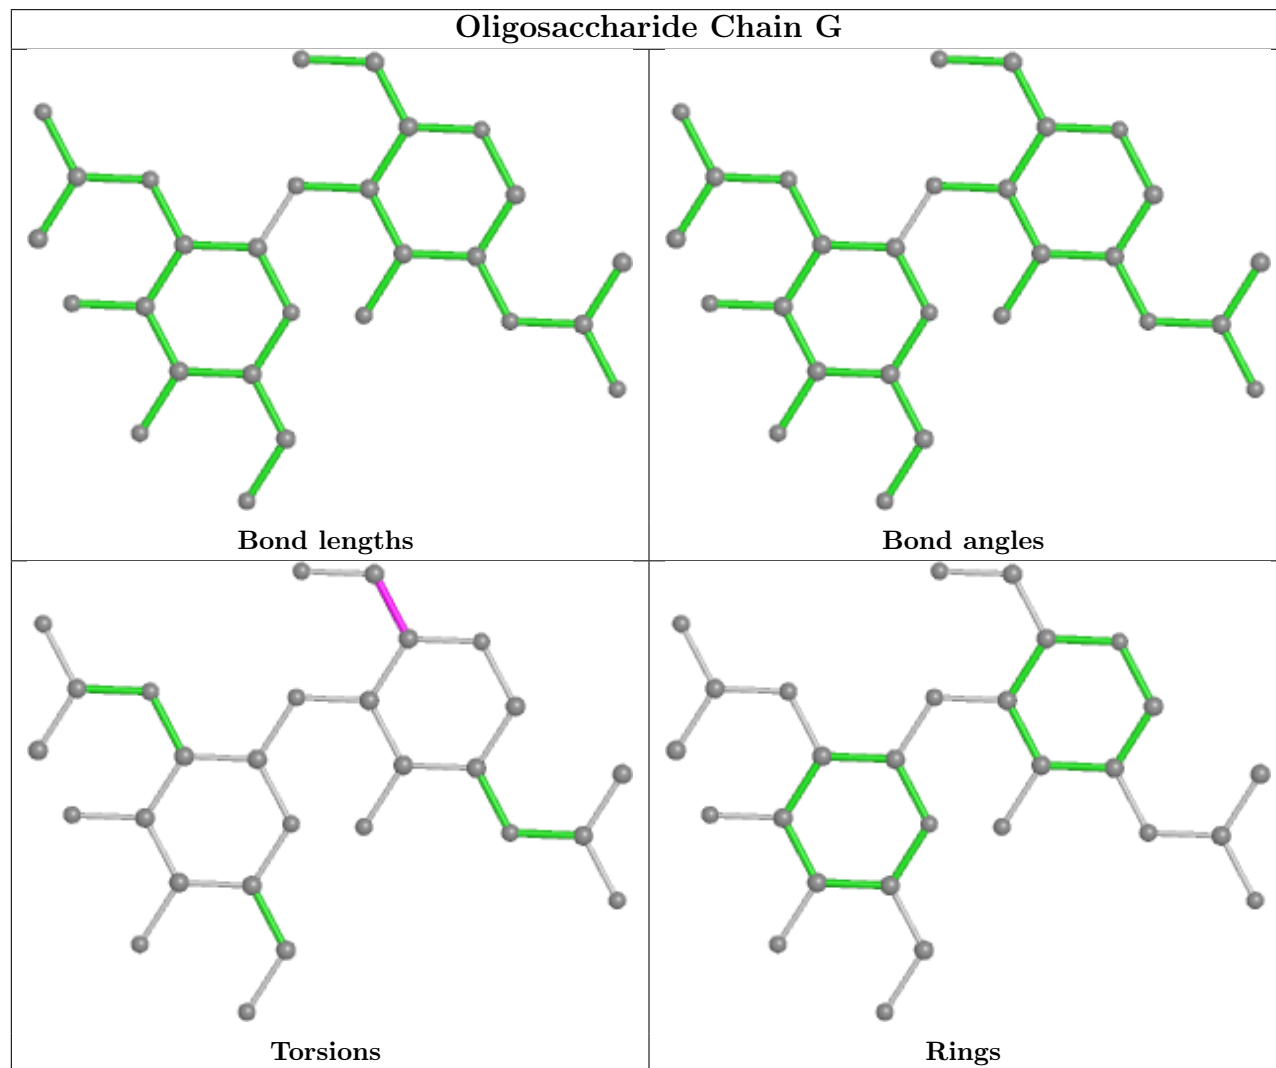 Oligosaccharide Chain G
Bond lengths
Bond angles
Torsions
Rings